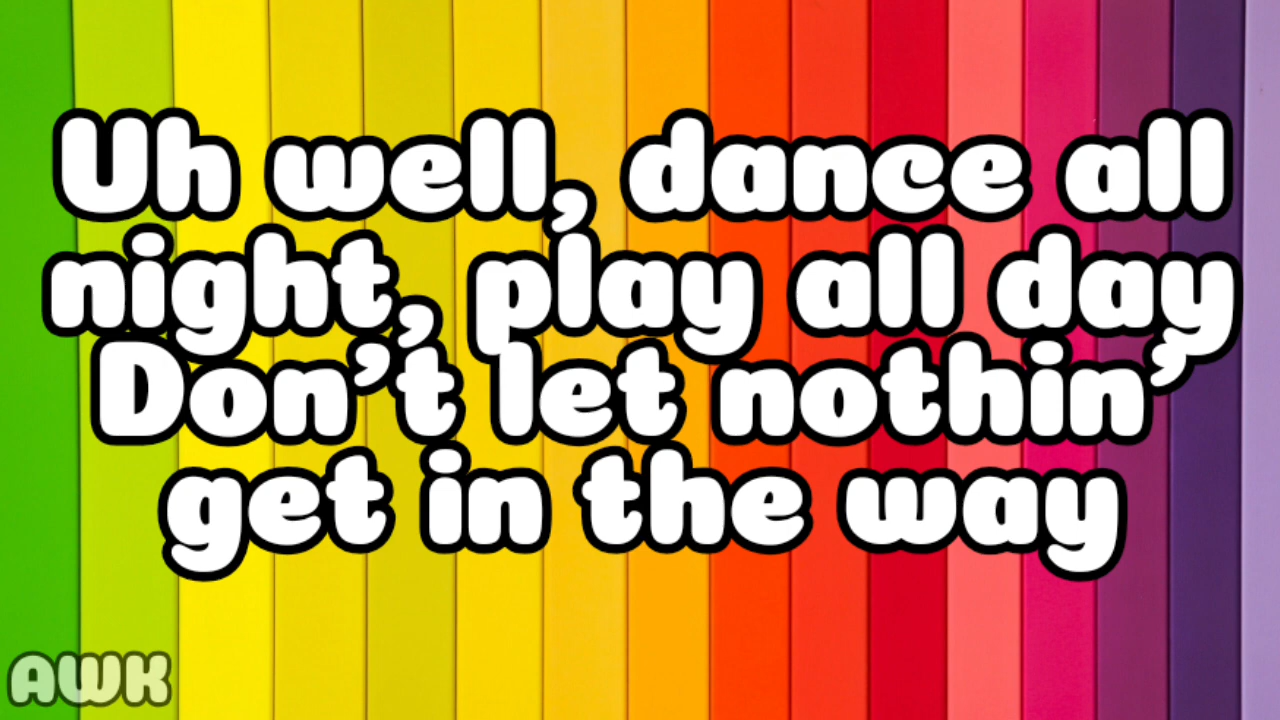 Uh well, dance all
night, play all day
Don’t let nothin’
get in the way
AWK